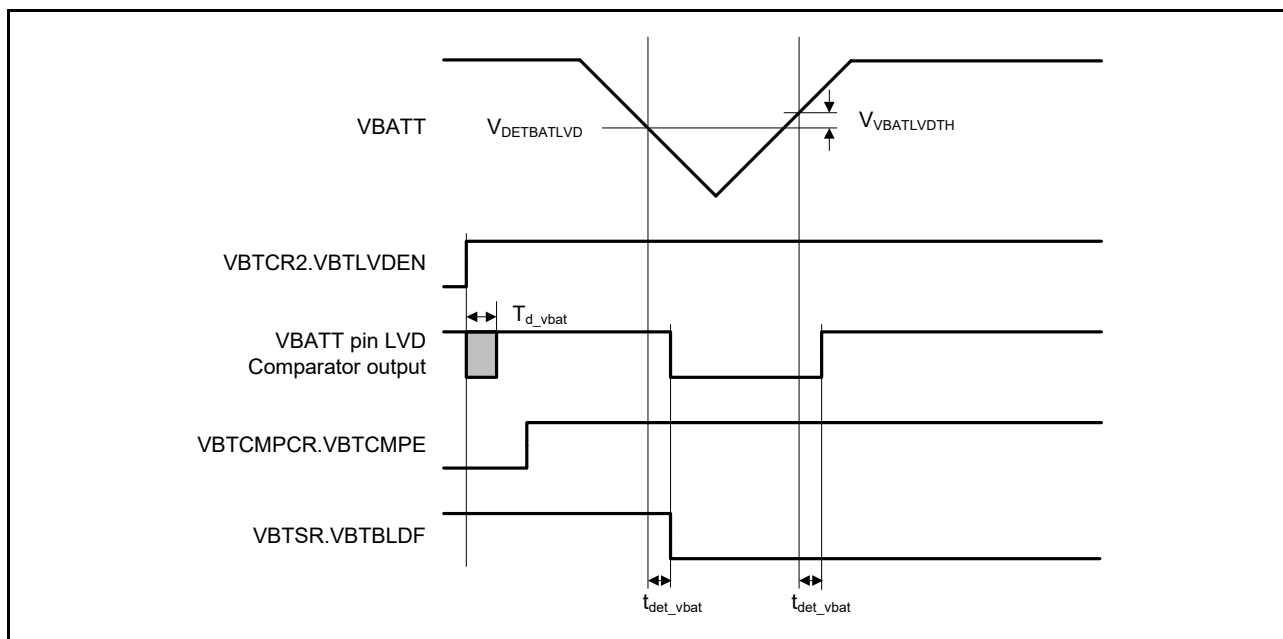 VBATT
VDETBATLVD
VVBATLVDTH
VBTCR2.VBTLVDEN
Td_vbat
VBATT pin LVD
Comparator output
VBTCMPCR.VBTCMPE
VBTSR.VBTBLDF
tdet_vbat
tdet_vbat